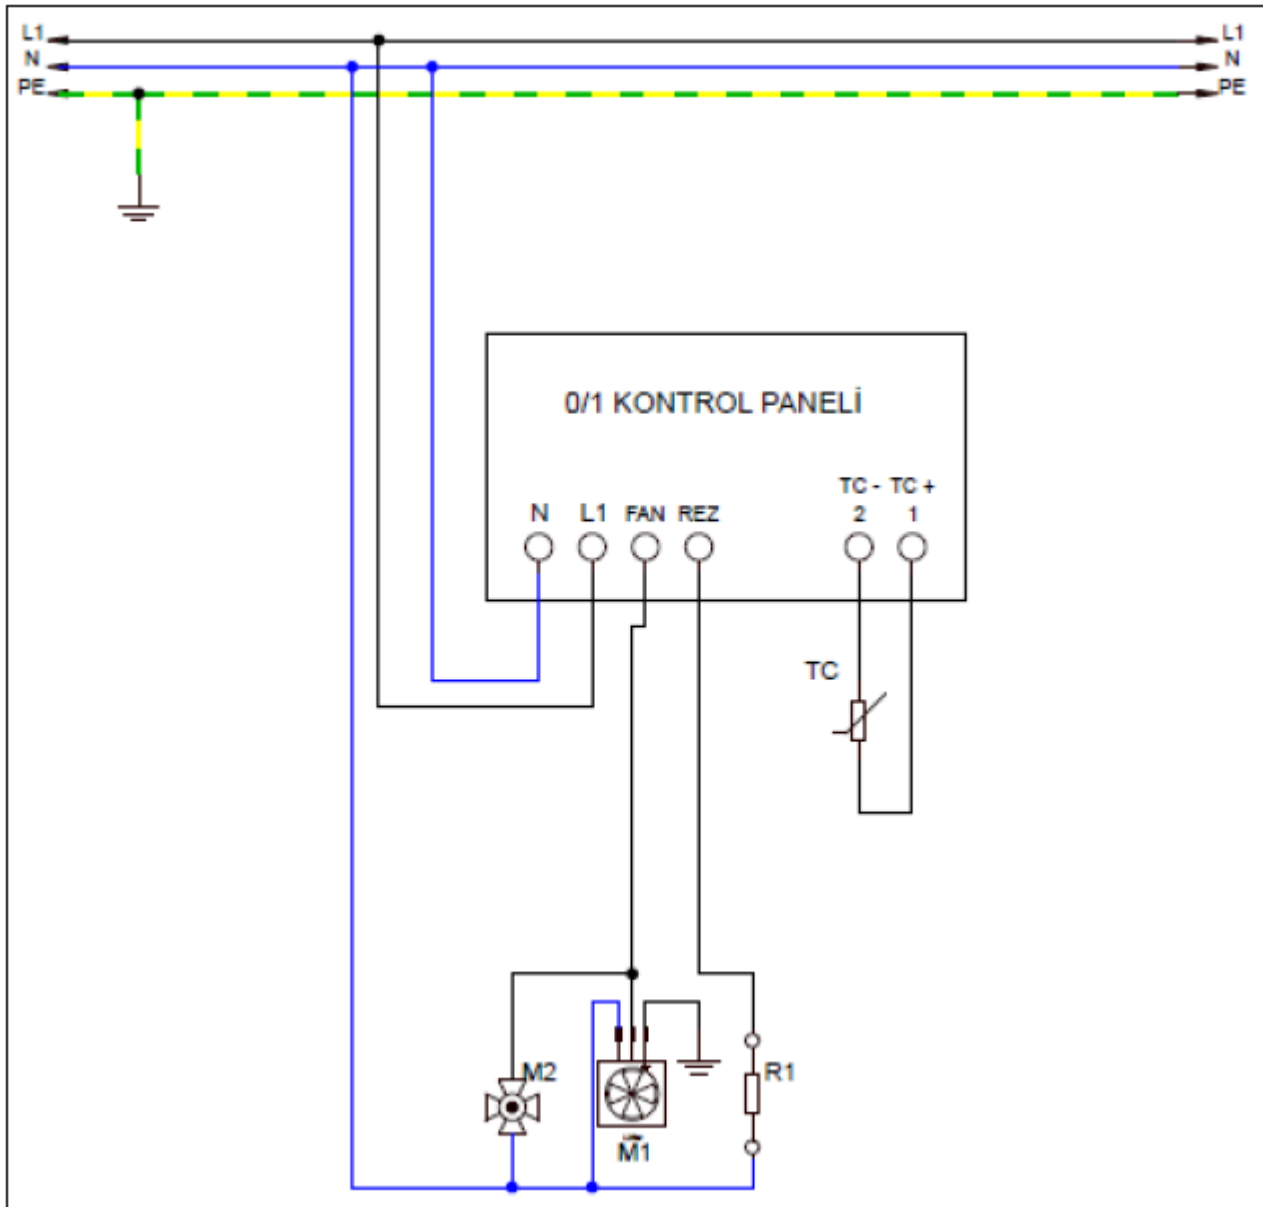 L1 L1
N N
PE PE
0/1 KONTROL PANELİ
TC - TC +
N L1 FAN REZ 2 1
TC
M2 R1
M1